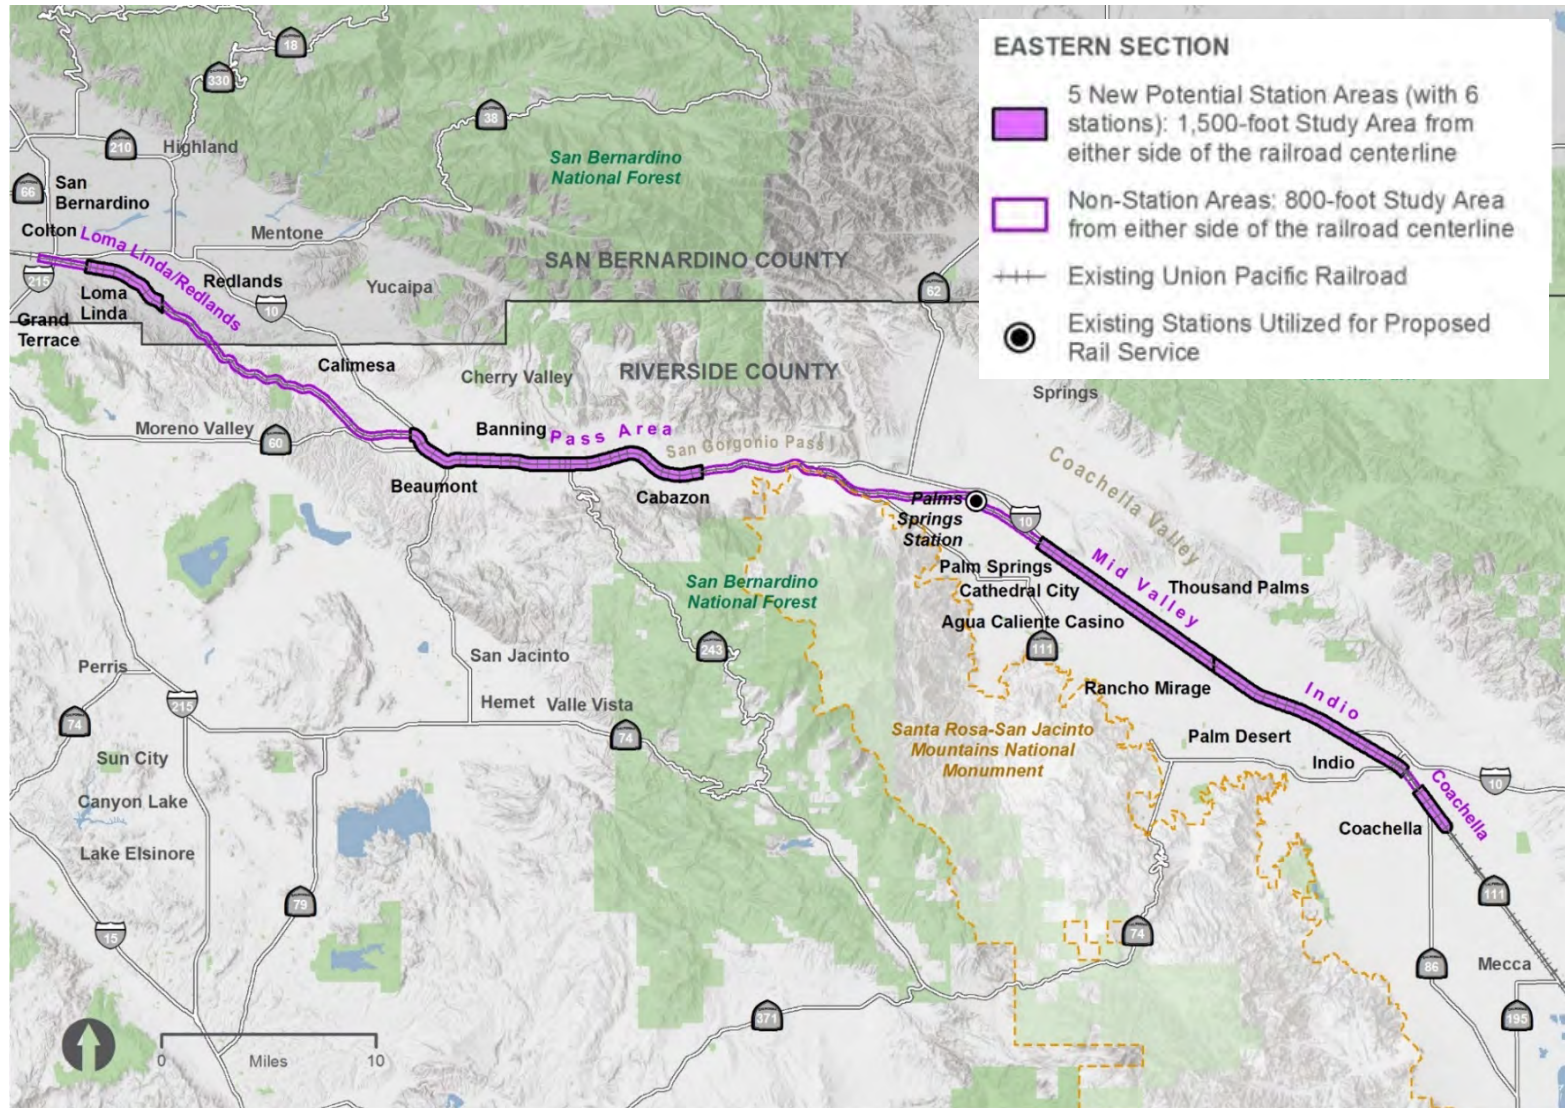 EASTERN SECTION
5 New Potential Station Areas (with 6
stations): 1,500-foot Study Area from
either side of the railroad centerline
Non-Station Areas: 800-foot Study Area
from either side of the railroad centerline
Existing Union Pacific Railroad
Existing Stations Utilized for Proposed
Rail Service
18
330
38
210
Highland
San Bernardino
National Forest
66
San
Bernardino
Colton
Loma Linda/Redlands
Mentone
SAN BERNARDINO COUNTY
215
Redlands
Yucaipa
62
Loma
Linda
10
Grand
Terrace
Calimesa
Cherry Valley
RIVERSIDE COUNTY
Springs
Moreno Valley
60
Banning
Pass Area
San Gorgonio Pass
Coachella Valley
Beaumont
Cabazon
Palms
Springs
Station
10
Mid Valley
Palm Springs
Cathedral City
Thousand Palms
San Bernardino
National Forest
Agua Caliente Casino
243
111
San Jacinto
Perris
Rancho Mirage
Indio
215
Hemet
Valle Vista
74
74
Santa Rosa-San Jacinto
Mountains National
Monumnent
Palm Desert
Sun City
Indio
10
Coachella
Canyon Lake
Coachella
Lake Elsinore
111
79
15
74
86
Mecca
371
195
0
Miles
10